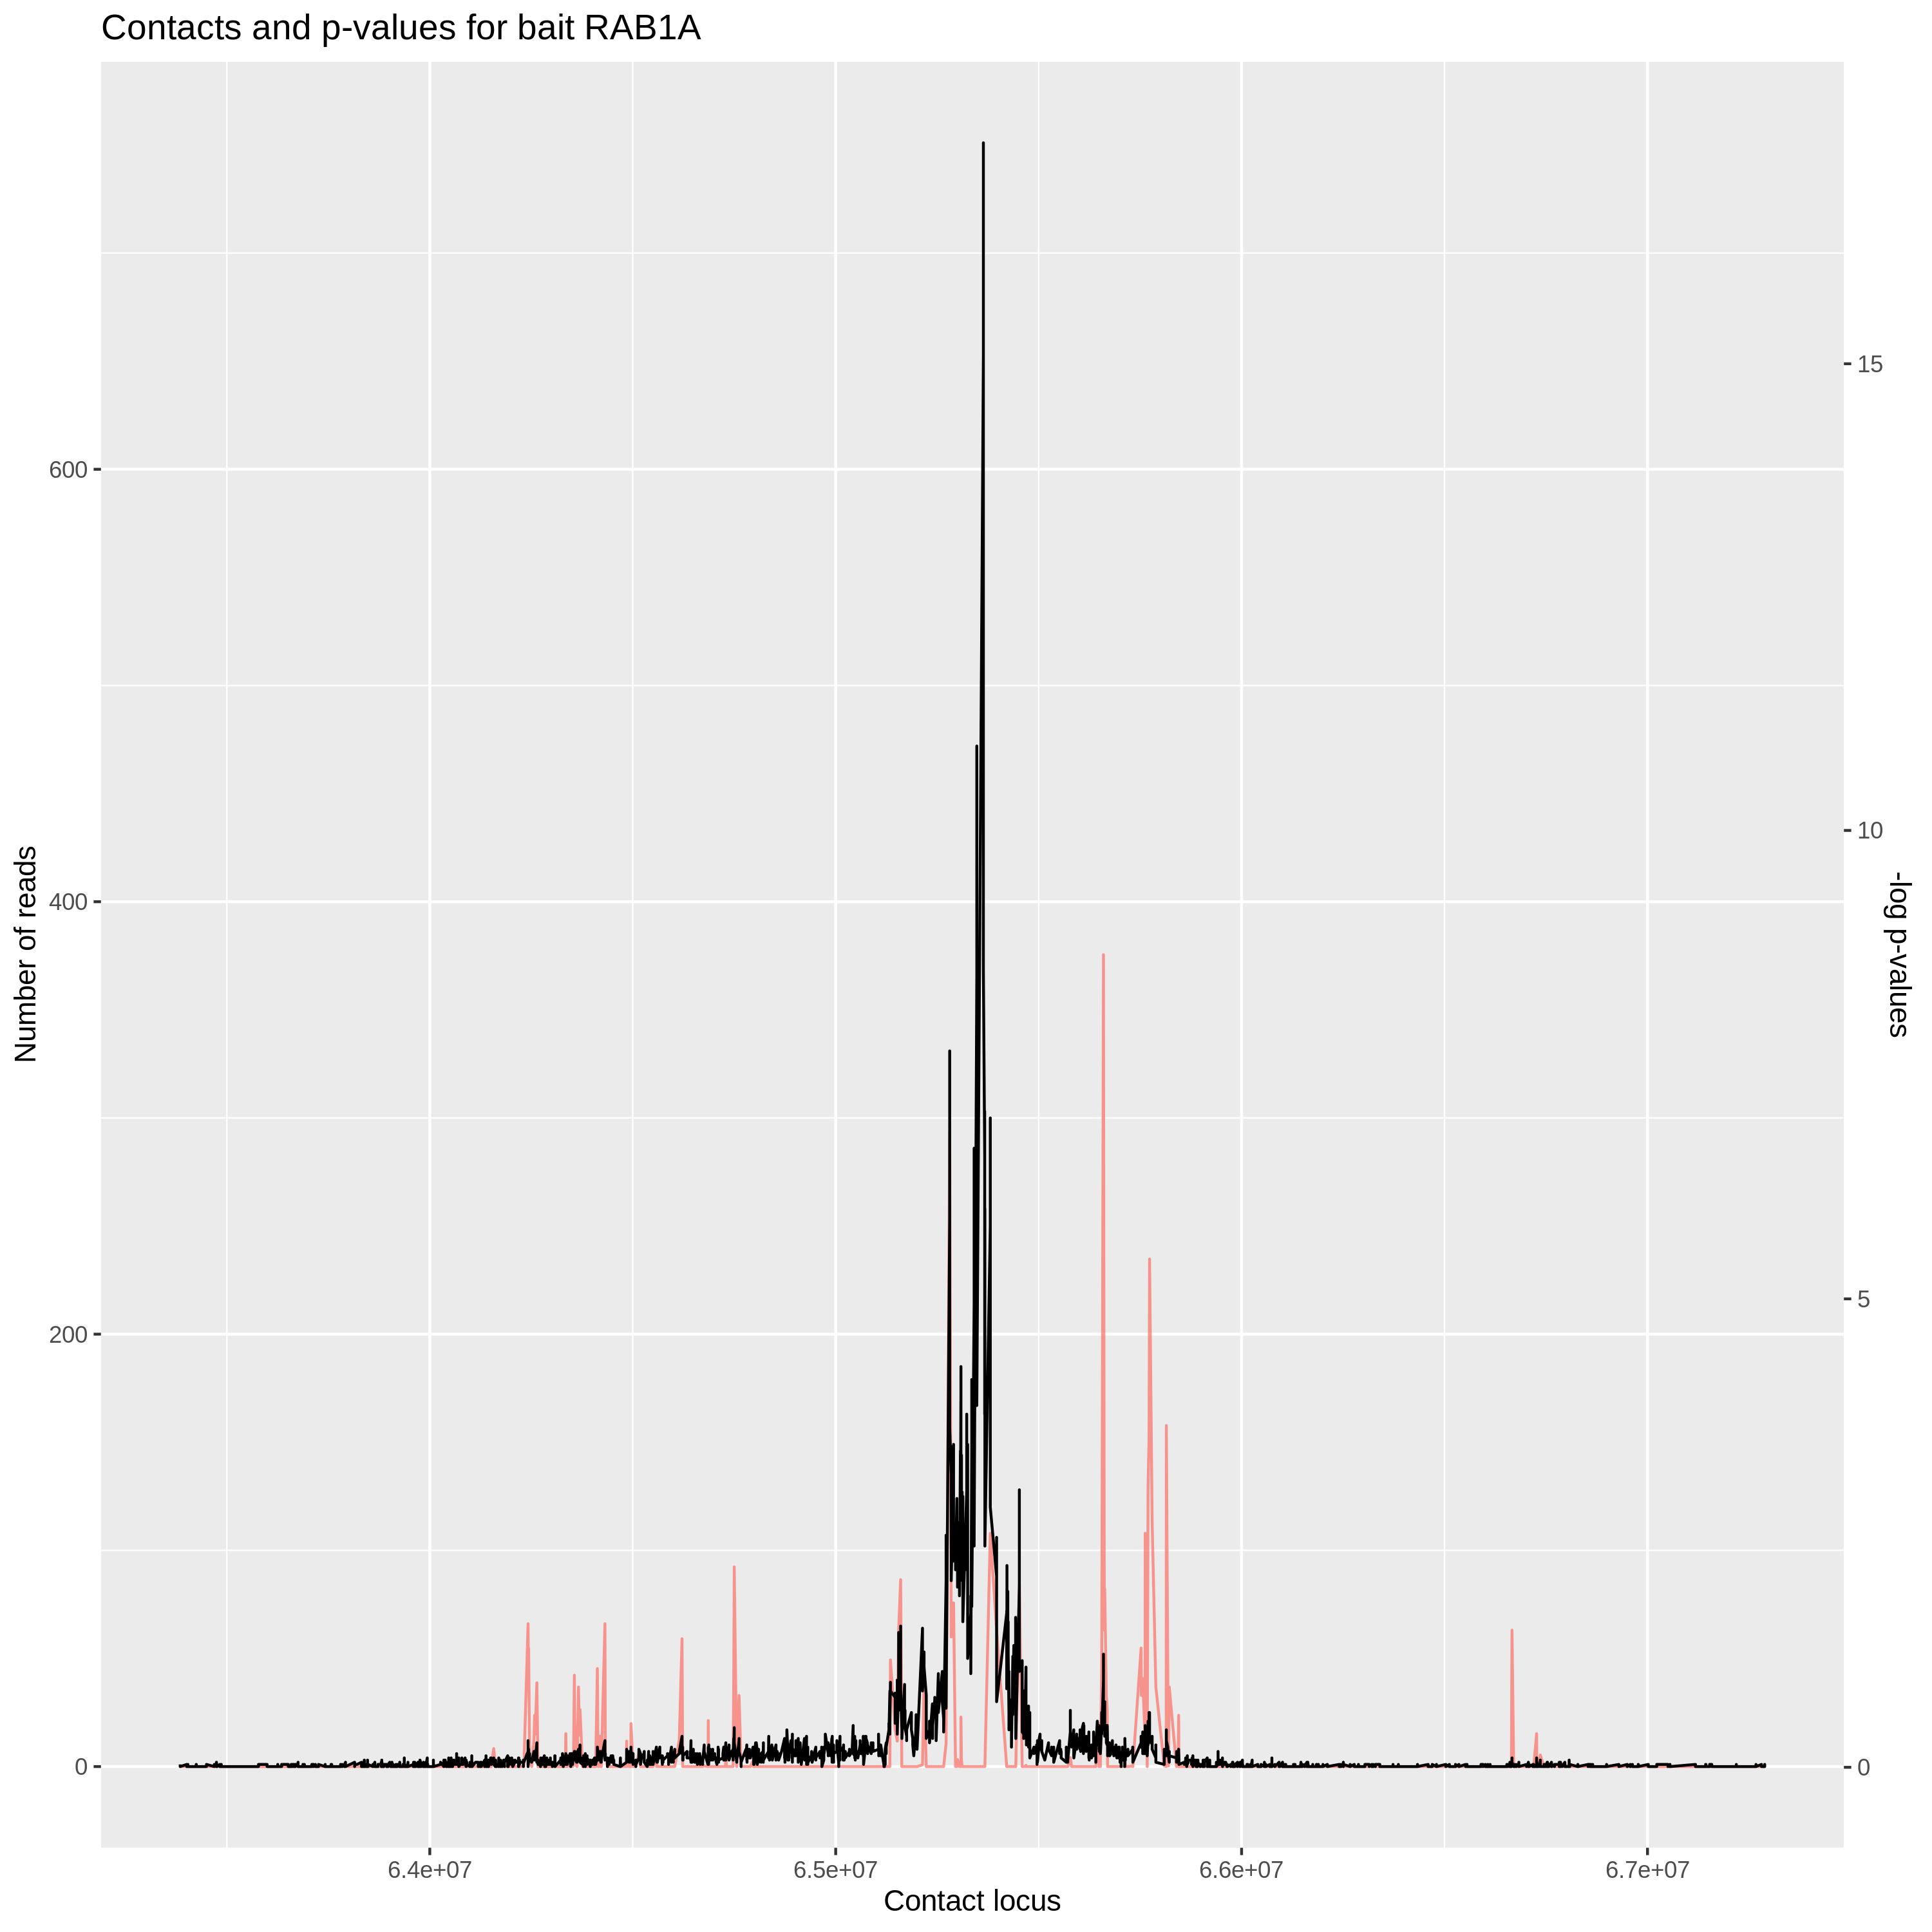 Contacts and p-values for bait RAB1A
Number of reads
600
400
200
0
15
10
5
0
-log p-values
6.4e+07
6.5e+07
6.6e+07
6.7e+07
Contact locus